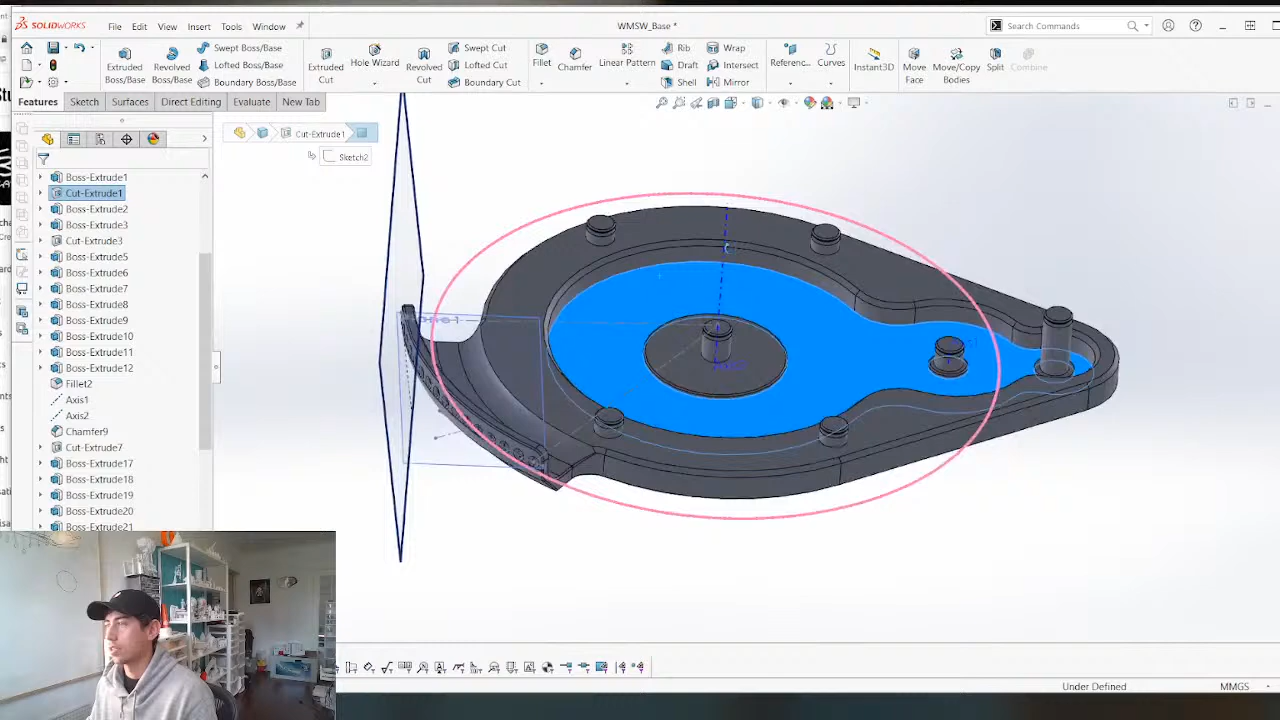 SOLIDWORKS File Edit View Insert Tools Window WMSW_Base * Search Commands
Extruded Boss/Base Revolved Boss/Base Swept Boss/Base Lofted Boss/Base Boundary Boss/Base Extruded Cut Hole Wizard Revolved Cut Swept Cut Lofted Cut Boundary Cut Fillet Chamfer Linear Pattern Rib Draft Shell Wrap Intersect Mirror Referenc... Curves Instant3D Move Face Move/Copy Bodies Split Combine
Features Sketch Surfaces Direct Editing Evaluate New Tab
Cut-Extrude1
Sketch2
Boss-Extrude1
Cut-Extrude1
Boss-Extrude2
Boss-Extrude3
Cut-Extrude3
Boss-Extrude5
Boss-Extrude6
Boss-Extrude7
Boss-Extrude8
Boss-Extrude9
Boss-Extrude10
Boss-Extrude11
Boss-Extrude12
Fillet2
Axis1
Axis2
Chamfer9
Cut-Extrude7
Boss-Extrude17
Boss-Extrude18
Boss-Extrude19
Boss-Extrude20
Boss-Extrude21
Under Defined MMGS